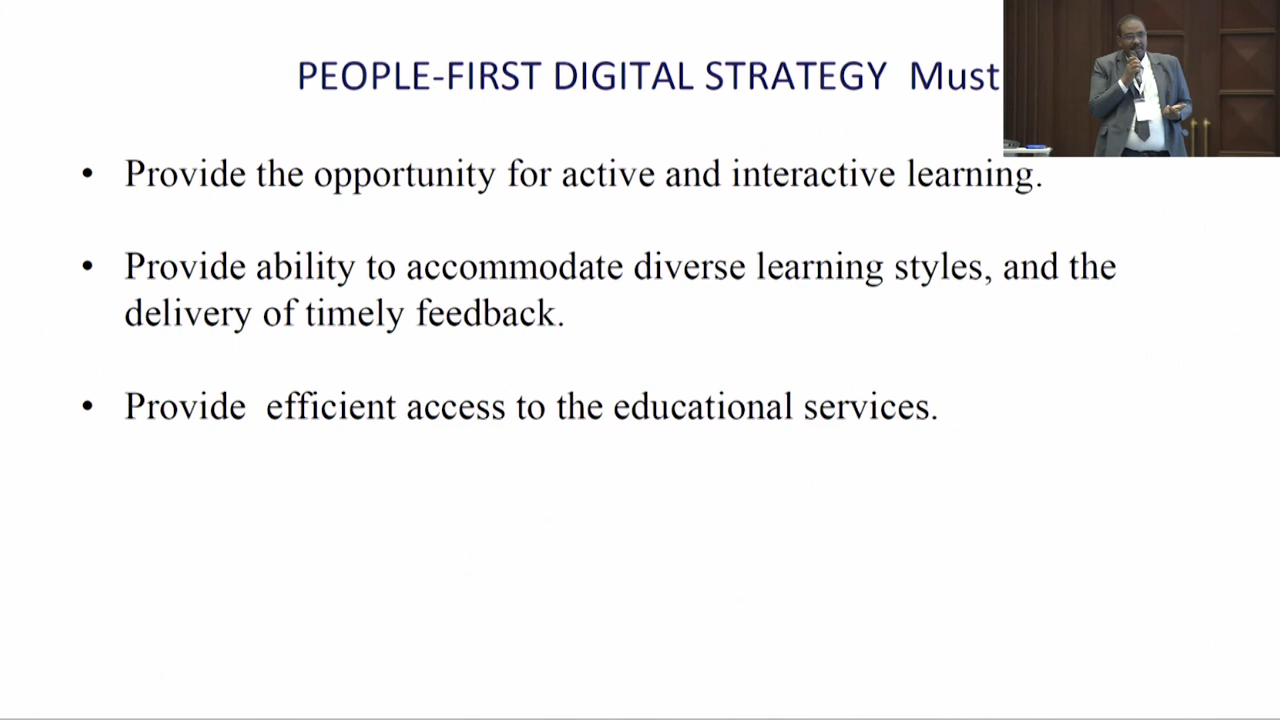 PEOPLE-FIRST DIGITAL STRATEGY Must
• Provide the opportunity for active and interactive learning.
• Provide ability to accommodate diverse learning styles, and the
delivery of timely feedback.
• Provide efficient access to the educational services.